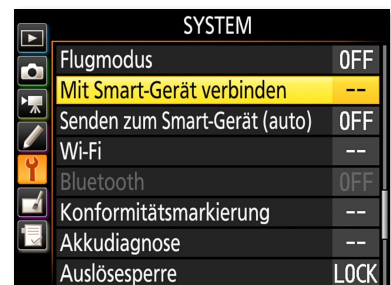 SYSTEM
Flugmodus OFF
Mit Smart-Gerät verbinden --
Senden zum Smart-Gerät (auto) OFF
Wi-Fi --
Bluetooth OFF
Konformitätsmarkierung --
Akkudiagnose --
Auslösesperre LOCK